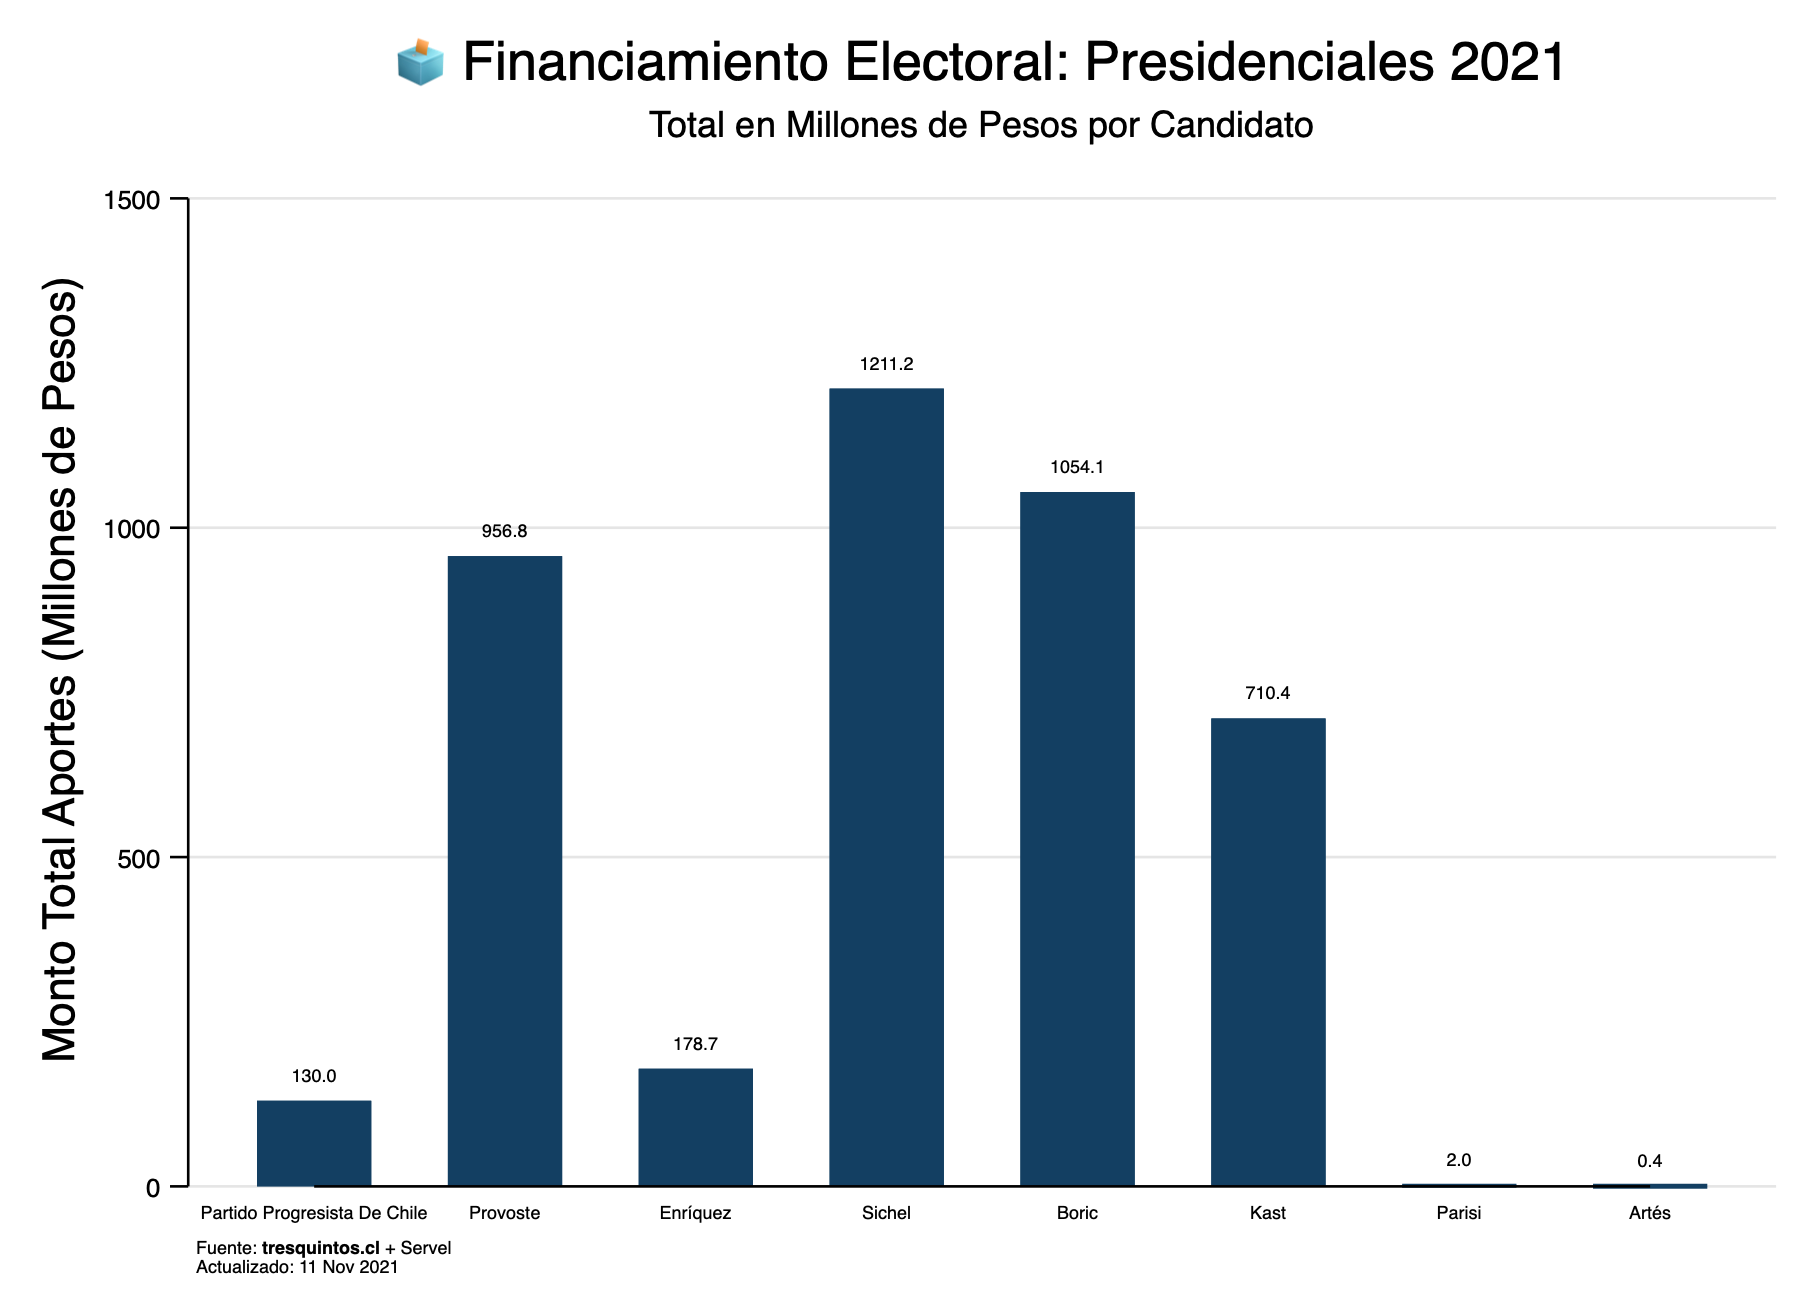 Financiamiento Electoral: Presidenciales 2021
Total en Millones de Pesos por Candidato
Monto Total Aportes (Millones de Pesos)
1500
1000
500
0
130.0
956.8
178.7
1211.2
1054.1
710.4
2.0
0.4
Partido Progresista De Chile
Provoste
Enríquez
Sichel
Boric
Kast
Parisi
Artés
Fuente: tresquintos.cl + Servel
Actualizado: 11 Nov 2021